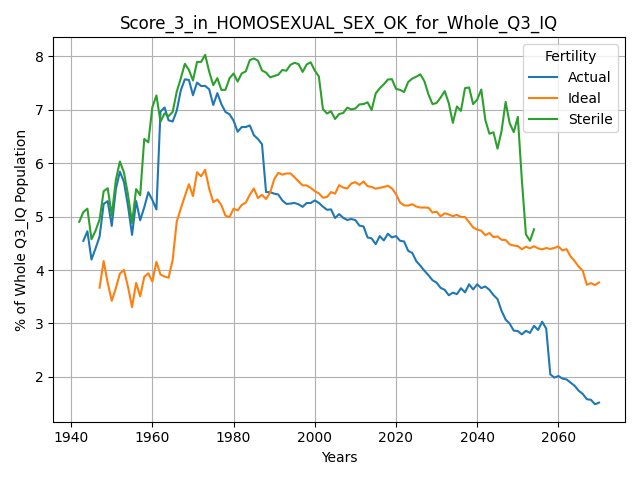 Score_3_in_HOMOSEXUAL_SEX_OK_for_Whole_Q3_IQ
Fertility
Actual
Ideal
Sterile
% of Whole Q3_IQ Population
8
7
6
5
4
3
2
1940 1960 1980 2000 2020 2040 2060
Years